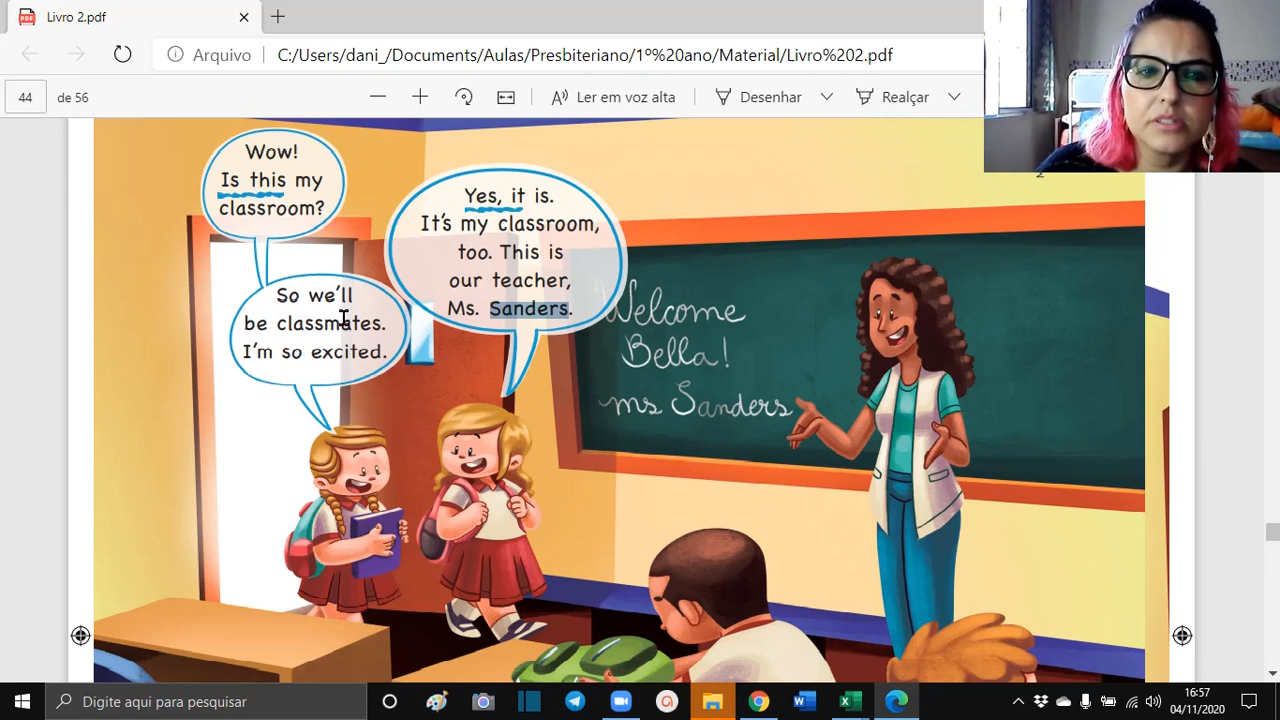 Livro 2.pdf
Arquivo
C:/Users/dani_/Documents/Aulas/Presbiteriano/1º%20ano/Material/Livro%202.pdf
44
de 56
Ler em voz alta
Desenhar
Realçar
Wow!
Is this my
classroom?
Yes, it is.
It's my classroom,
too. This is
our teacher,
Ms. Sanders.
So we'll
be classmates.
I'm so excited.
Welcome
Bella!
ms Sanders
Digite aqui para pesquisar
16:57
04/11/2020